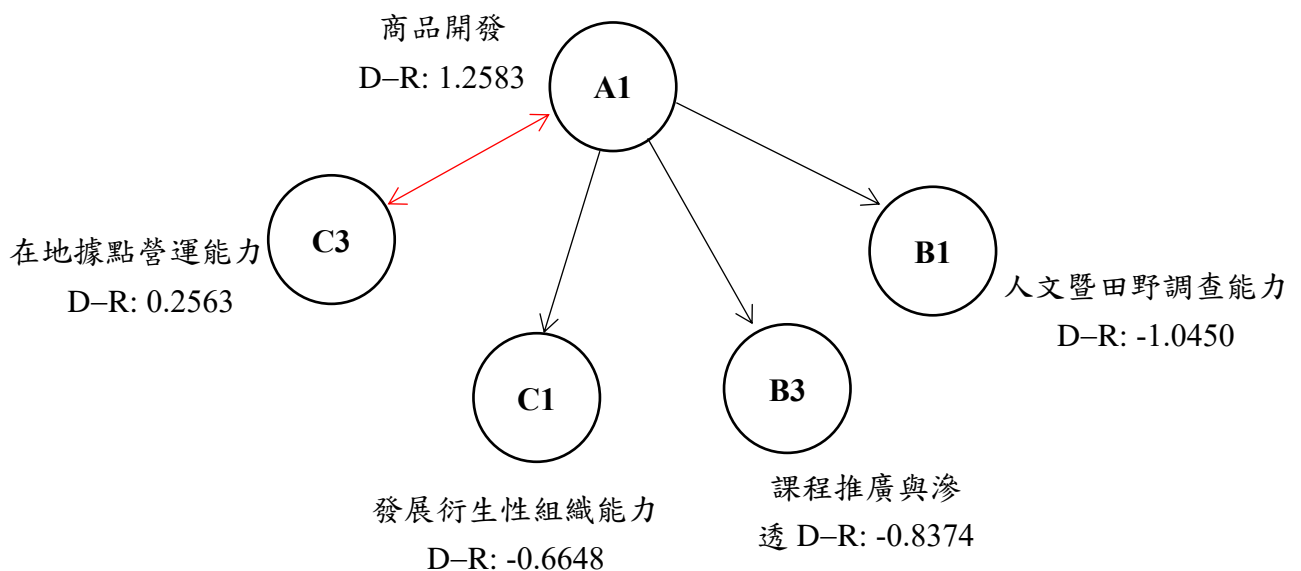 商品開發
D–R: 1.2583
A1
C3
在地據點營運能力
D–R: 0.2563
B1
人文暨田野調查能力
D–R: -1.0450
C1
發展衍生性組織能力
D–R: -0.6648
B3
課程推廣與滲
透 D–R: -0.8374